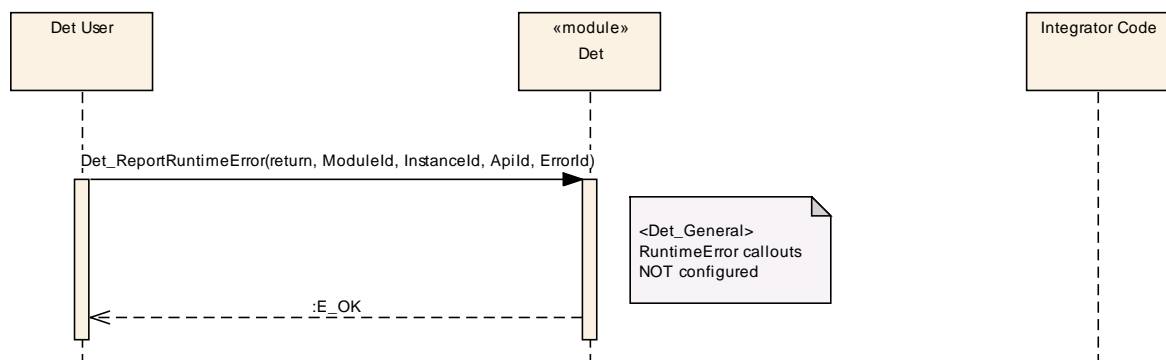 Det User
«module»
Det
Integrator Code
Det_ReportRuntimeError(return, ModuleId, InstanceId, ApiId, ErrorId)
<Det_General>
RuntimeError callouts
NOT configured
:E_OK